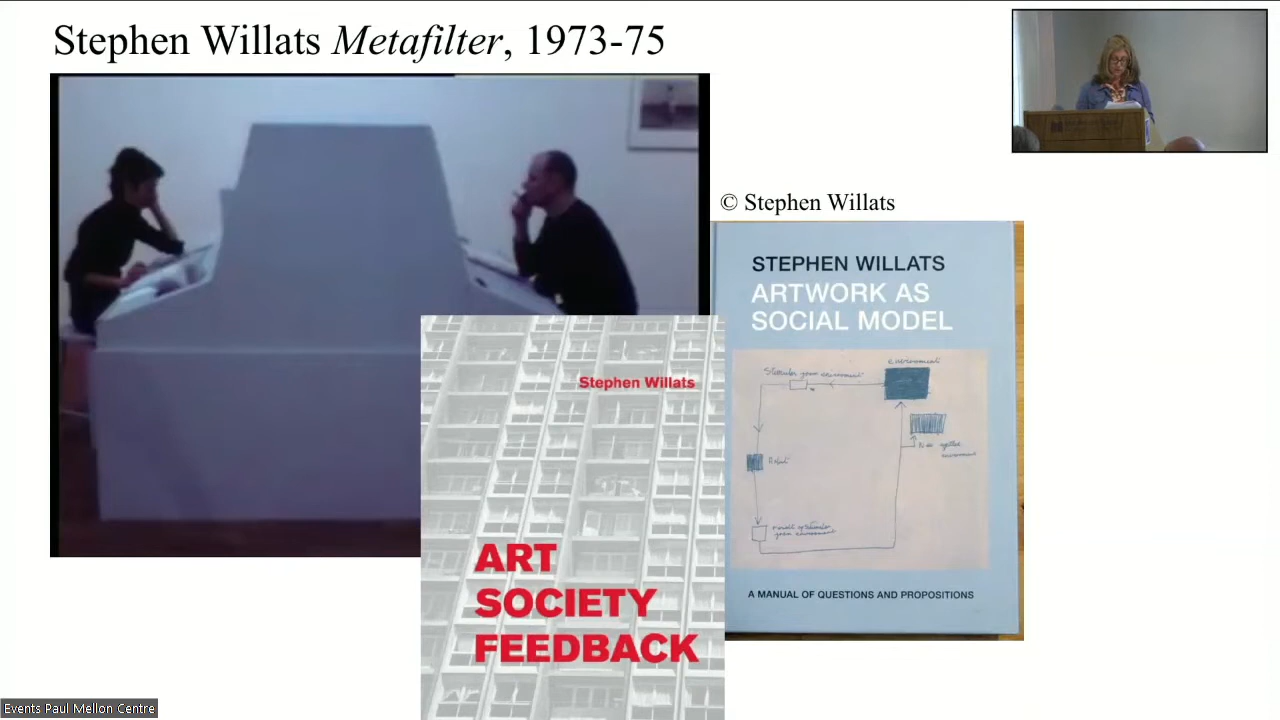 Stephen Willats Metafilter, 1973-75
© Stephen Willats
STEPHEN WILLATS
ARTWORK AS
SOCIAL MODEL
environment
A MANUAL OF QUESTIONS AND PROPOSITIONS
Stephen Willats
ART
SOCIETY
FEEDBACK
Events Paul Mellon Centre